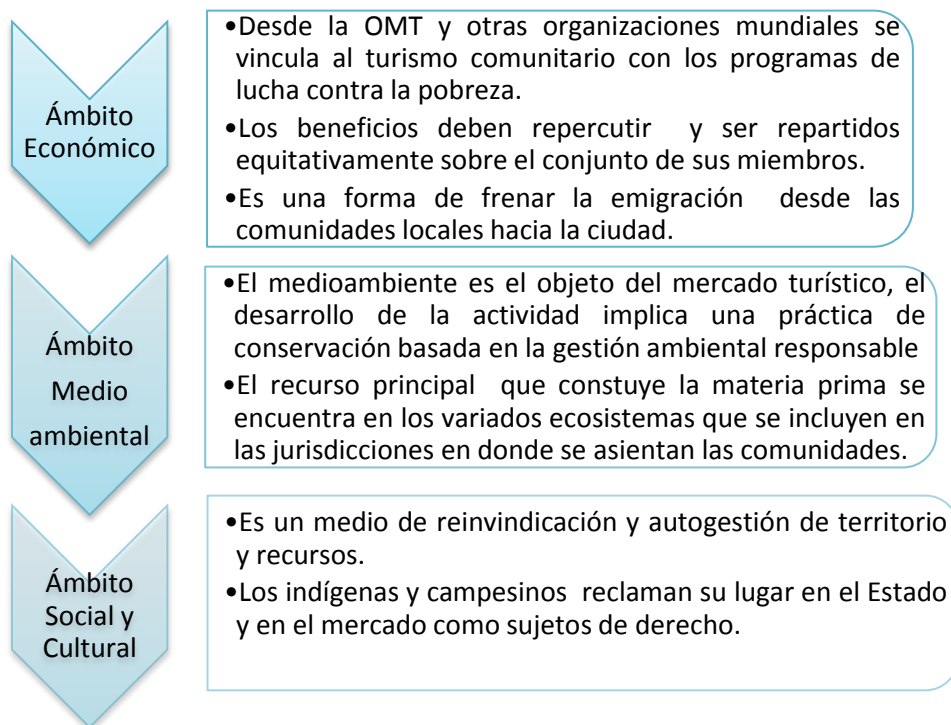 Ámbito
Económico
•Desde la OMT y otras organizaciones mundiales se
vincula al turismo comunitario con los programas de
lucha contra la pobreza.
•Los beneficios deben repercutir y ser repartidos
equitativamente sobre el conjunto de sus miembros.
•Es una forma de frenar la emigración desde las
comunidades locales hacia la ciudad.
Ámbito
Medio
ambiental
•El medioambiente es el objeto del mercado turístico, el
desarrollo de la actividad implica una práctica de
conservación basada en la gestión ambiental responsable
•El recurso principal que constuye la materia prima se
encuentra en los variados ecosistemas que se incluyen en
las jurisdicciones en donde se asientan las comunidades.
Ámbito
Social y
Cultural
•Es un medio de reinvindicación y autogestión de territorio
y recursos.
•Los indígenas y campesinos reclaman su lugar en el Estado
y en el mercado como sujetos de derecho.